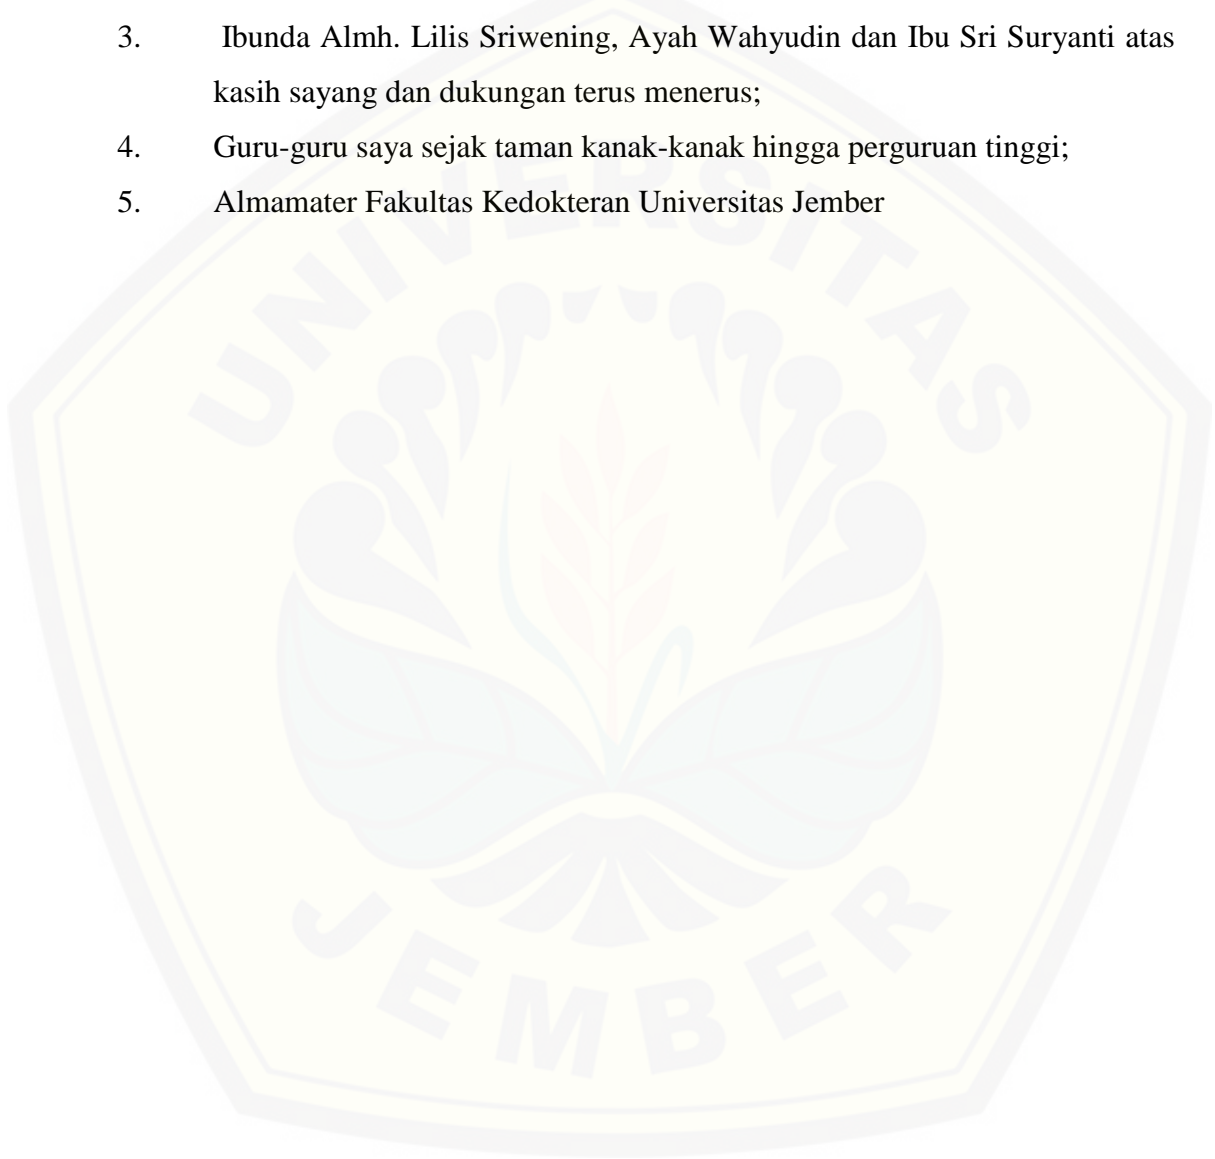 3. Ibunda Almh. Lilis Sriwening, Ayah Wahyudin dan Ibu Sri Suryanti atas
kasih sayang dan dukungan terus menerus;
4. Guru-guru saya sejak taman kanak-kanak hingga perguruan tinggi;
5. Almamater Fakultas Kedokteran Universitas Jember
UNIVERSITAS
JEMBER